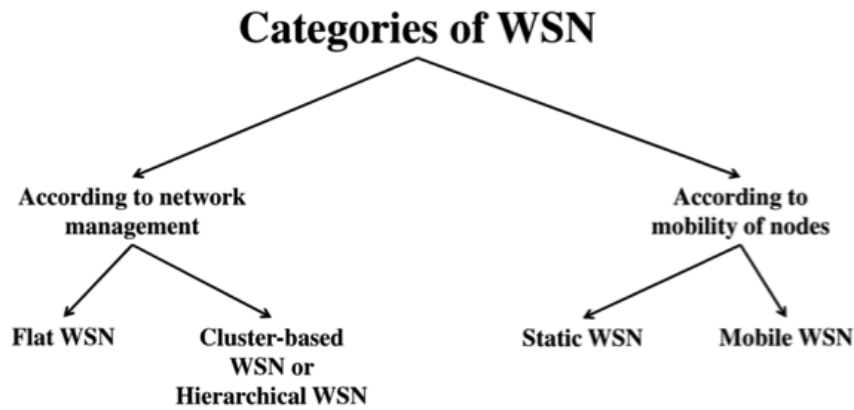 Categories of WSN
According to network
management
According to
mobility of nodes
Flat WSN
Cluster-based
WSN or
Hierarchical WSN
Static WSN
Mobile WSN